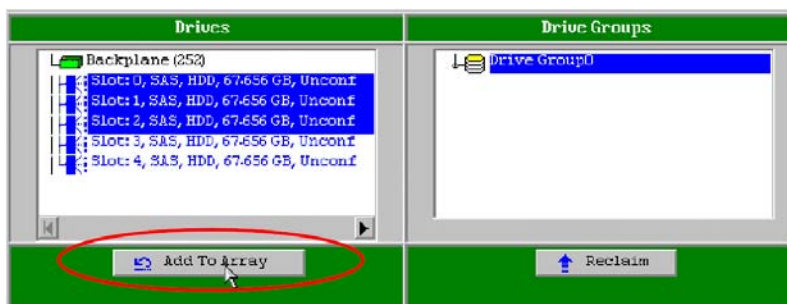 Drives
Backplane (252)
Slot: 0, SAS, HDD, 67.656 GB, Unconf
Slot: 1, SAS, HDD, 67.656 GB, Unconf
Slot: 2, SAS, HDD, 67.656 GB, Unconf
Slot: 3, SAS, HDD, 67.656 GB, Unconf
Slot: 4, SAS, HDD, 67.656 GB, Unconf
Add To Array
Drive Groups
Drive Group0
Reclaim